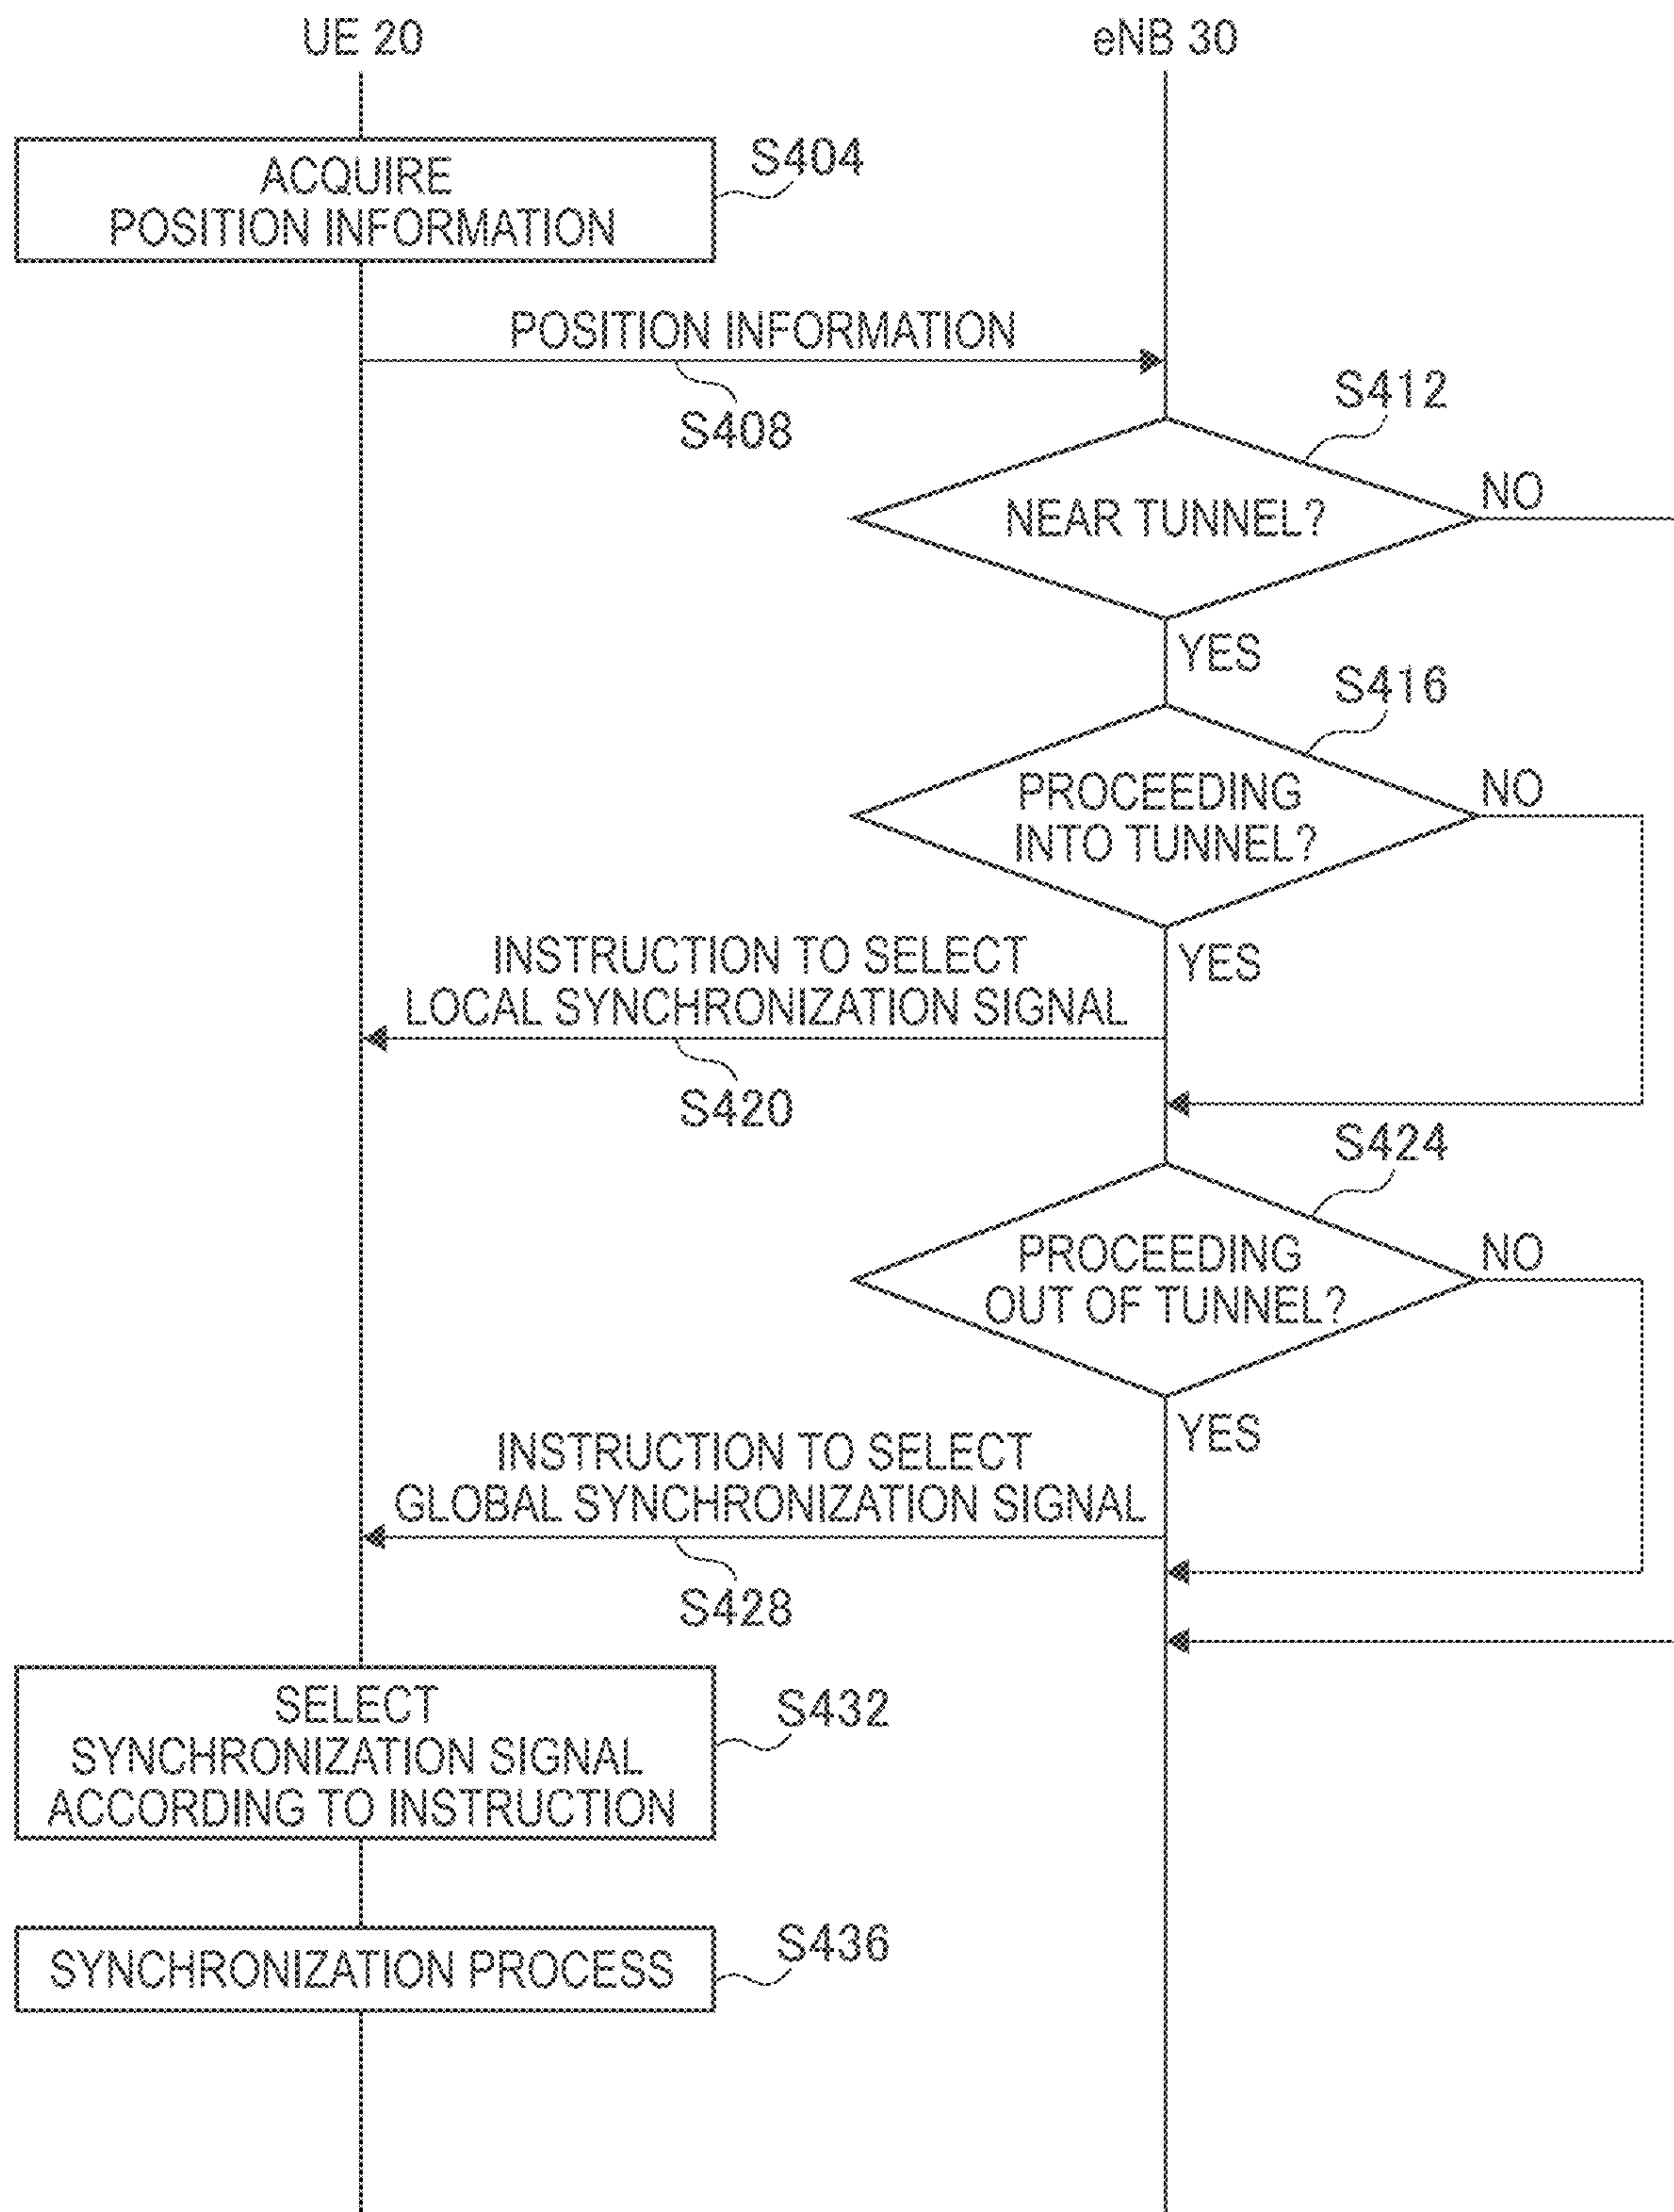 UE 20
eNB 30
ACQUIRE
POSITION INFORMATION
S404
POSITION INFORMATION
S408
S412
NEAR TUNNEL?
NO
YES
S416
PROCEEDING
INTO TUNNEL?
NO
YES
INSTRUCTION TO SELECT
LOCAL SYNCHRONIZATION SIGNAL
S420
S424
PROCEEDING
OUT OF TUNNEL?
NO
YES
INSTRUCTION TO SELECT
GLOBAL SYNCHRONIZATION SIGNAL
S428
SELECT
SYNCHRONIZATION SIGNAL
ACCORDING TO INSTRUCTION
S432
SYNCHRONIZATION PROCESS
S436